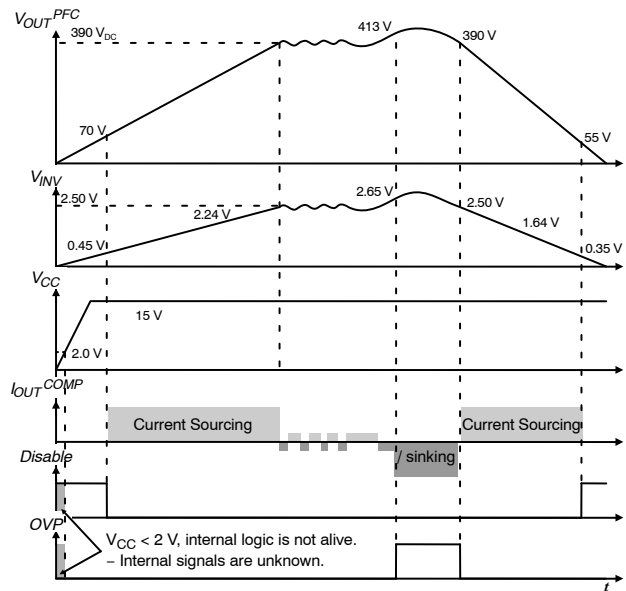 V_OUT^PFC
390 V_DC
413 V
390 V
70 V
55 V
V_INV
2.50 V
2.65 V
2.50 V
2.24 V
1.64 V
0.45 V
0.35 V
V_CC
15 V
2.0 V
I_OUT^COMP
Current Sourcing
Current Sourcing
/ sinking
Disable
OVP
V_CC < 2 V, internal logic is not alive.
− Internal signals are unknown.
t